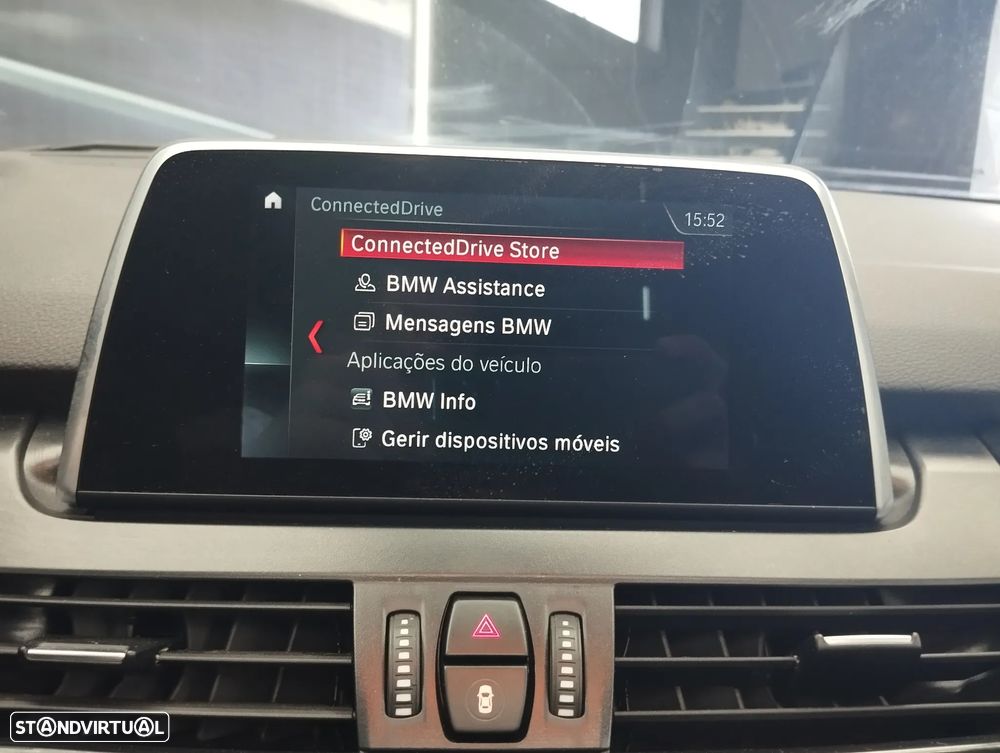 ConnectedDrive
15:52
ConnectedDrive Store
BMW Assistance
Mensagens BMW
Aplicações do veículo
BMW Info
Gerir dispositivos móveis
STANDVIRTUAL